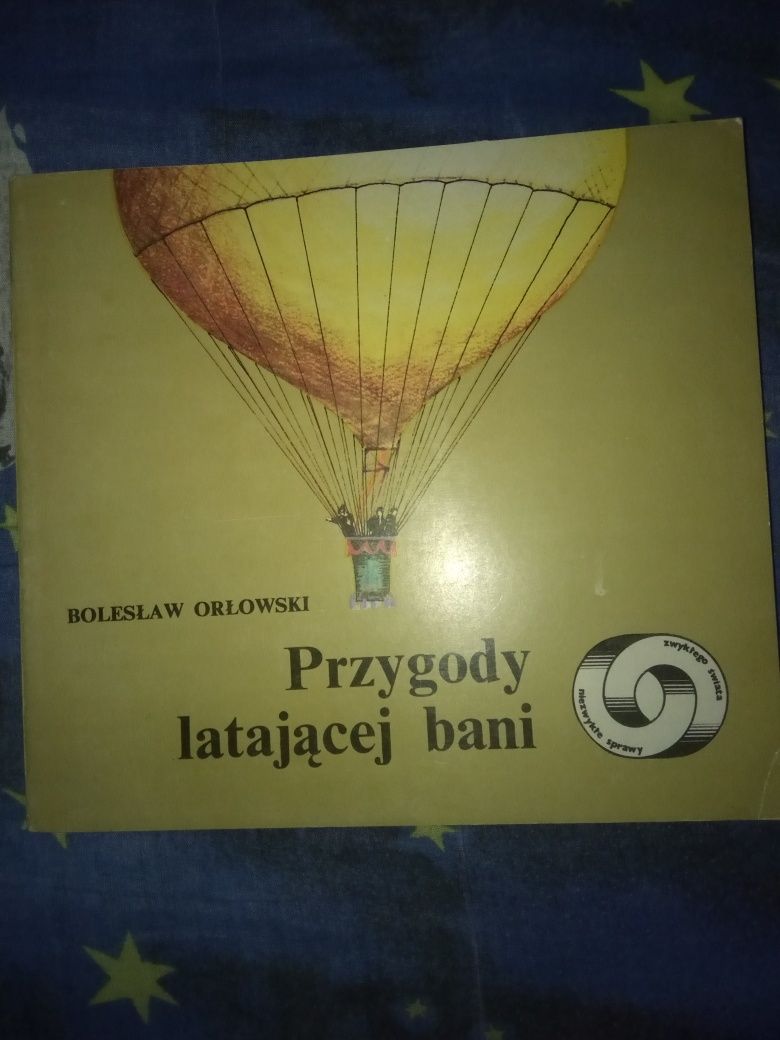 BOLESŁAW ORŁOWSKI
Przygody
latającej bani
niezwykłe sprawy
zwykłego świata